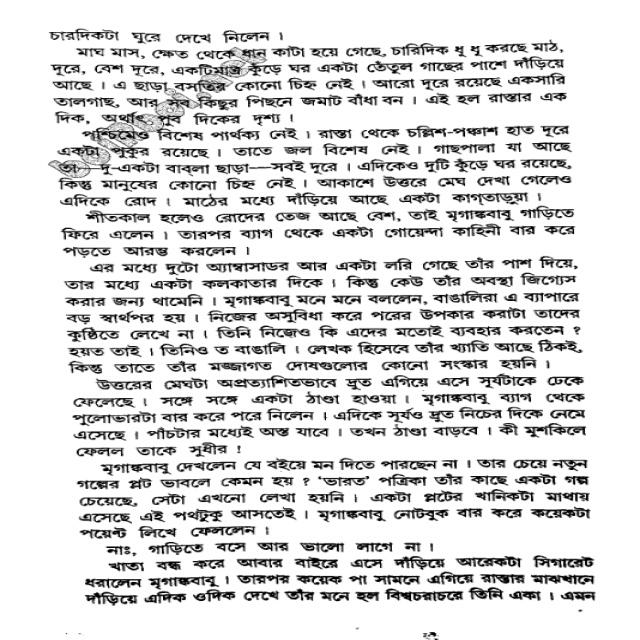 চারদিকটা ঘুরে দেখে নিলেন ।
মাঘ মাস, ক্ষেত থেকে ধান কাটা হয়ে গেছে, চারিদিক ধু ধু করছে মাঠ,
দূরে, বেশ দূরে, একটিমাত্র কুঁড়ে ঘর একটা তেঁতুল গাছের পাশে দাঁড়িয়ে
আছে । এ ছাড়া বসতির কোনো চিহ্ন নেই । আরো দূরে রয়েছে একসারি
তালগাছ, আর সব কিছুর পিছনে জমাট বাঁধা বন । এই হল রাস্তার এক
দিক, অর্থাৎ পূব দিকের দৃশ্য ।
পশ্চিমেও বিশেষ পার্থক্য নেই । রাস্তা থেকে চল্লিশ-পঞ্চাশ হাত দূরে
একটা পুকুর রয়েছে । তাতে জল বিশেষ নেই । গাছপালা যা আছে
তা—দু-একটা বাব্‌লা ছাড়া—সবই দূরে । এদিকেও দুটি কুঁড়ে ঘর রয়েছে,
কিন্তু মানুষের কোনো চিহ্ন নেই । আকাশে উত্তরে মেঘ দেখা গেলেও
এদিকে রোদ । মাঠের মধ্যে দাঁড়িয়ে আছে একটা কাগ্‌তাড়ুয়া ।
শীতকাল হলেও রোদের তেজ আছে বেশ, তাই মৃগাঙ্কবাবু গাড়িতে
ফিরে এলেন । তারপর ব্যাগ থেকে একটা গোয়েন্দা কাহিনী বার করে
পড়তে আরম্ভ করলেন ।
এর মধ্যে দুটো অ্যাম্বাসাডর আর একটা লরি গেছে তাঁর পাশ দিয়ে,
তার মধ্যে একটা কলকাতার দিকে । কিন্তু কেউ তাঁর অবস্থা জিগ্যেস
করার জন্য থামেনি । মৃগাঙ্কবাবু মনে মনে বললেন, বাঙালিরা এ ব্যাপারে
বড় স্বার্থপর হয় । নিজের অসুবিধা করে পরের উপকার করাটা তাদের
কুষ্ঠিতে লেখে না । তিনি নিজেও কি এদের মতোই ব্যবহার করতেন ?
হয়ত তাই । তিনিও ত বাঙালি । লেখক হিসেবে তাঁর খ্যাতি আছে ঠিকই,
কিন্তু তাতে তাঁর মজ্জাগত দোষগুলোর কোনো সংস্কার হয়নি ।
উত্তরের মেঘটা অপ্রত্যাশিতভাবে দ্রুত এগিয়ে এসে সূর্যটাকে ঢেকে
ফেলেছে । সঙ্গে সঙ্গে একটা ঠাণ্ডা হাওয়া । মৃগাঙ্কবাবু ব্যাগ থেকে
পুলোভারটা বার করে পরে নিলেন । এদিকে সূর্যও দ্রুত নিচের দিকে নেমে
এসেছে । পাঁচটার মধ্যেই অস্ত যাবে । তখন ঠাণ্ডা বাড়বে । কী মুশকিলে
ফেলল তাকে সুধীর !
মৃগাঙ্কবাবু দেখলেন যে বইয়ে মন দিতে পারছেন না । তার চেয়ে নতুন
গল্পের প্লট ভাবলে কেমন হয় ? 'ভারত' পত্রিকা তাঁর কাছে একটা গল্প
চেয়েছে, সেটা এখনো লেখা হয়নি । একটা প্লটের খানিকটা মাথায়
এসেছে এই পথটুকু আসতেই । মৃগাঙ্কবাবু নোটবুক বার করে কয়েকটা
পয়েন্ট লিখে ফেললেন ।
নাঃ, গাড়িতে বসে আর ভালো লাগে না ।
খাতা বন্ধ করে আবার বাইরে এসে দাঁড়িয়ে আরেকটা সিগারেট
ধরালেন মৃগাঙ্কবাবু । তারপর কয়েক পা সামনে এগিয়ে রাস্তার মাঝখানে
দাঁড়িয়ে এদিক ওদিক দেখে তাঁর মনে হল বিশ্বচরাচরে তিনি একা । এমন